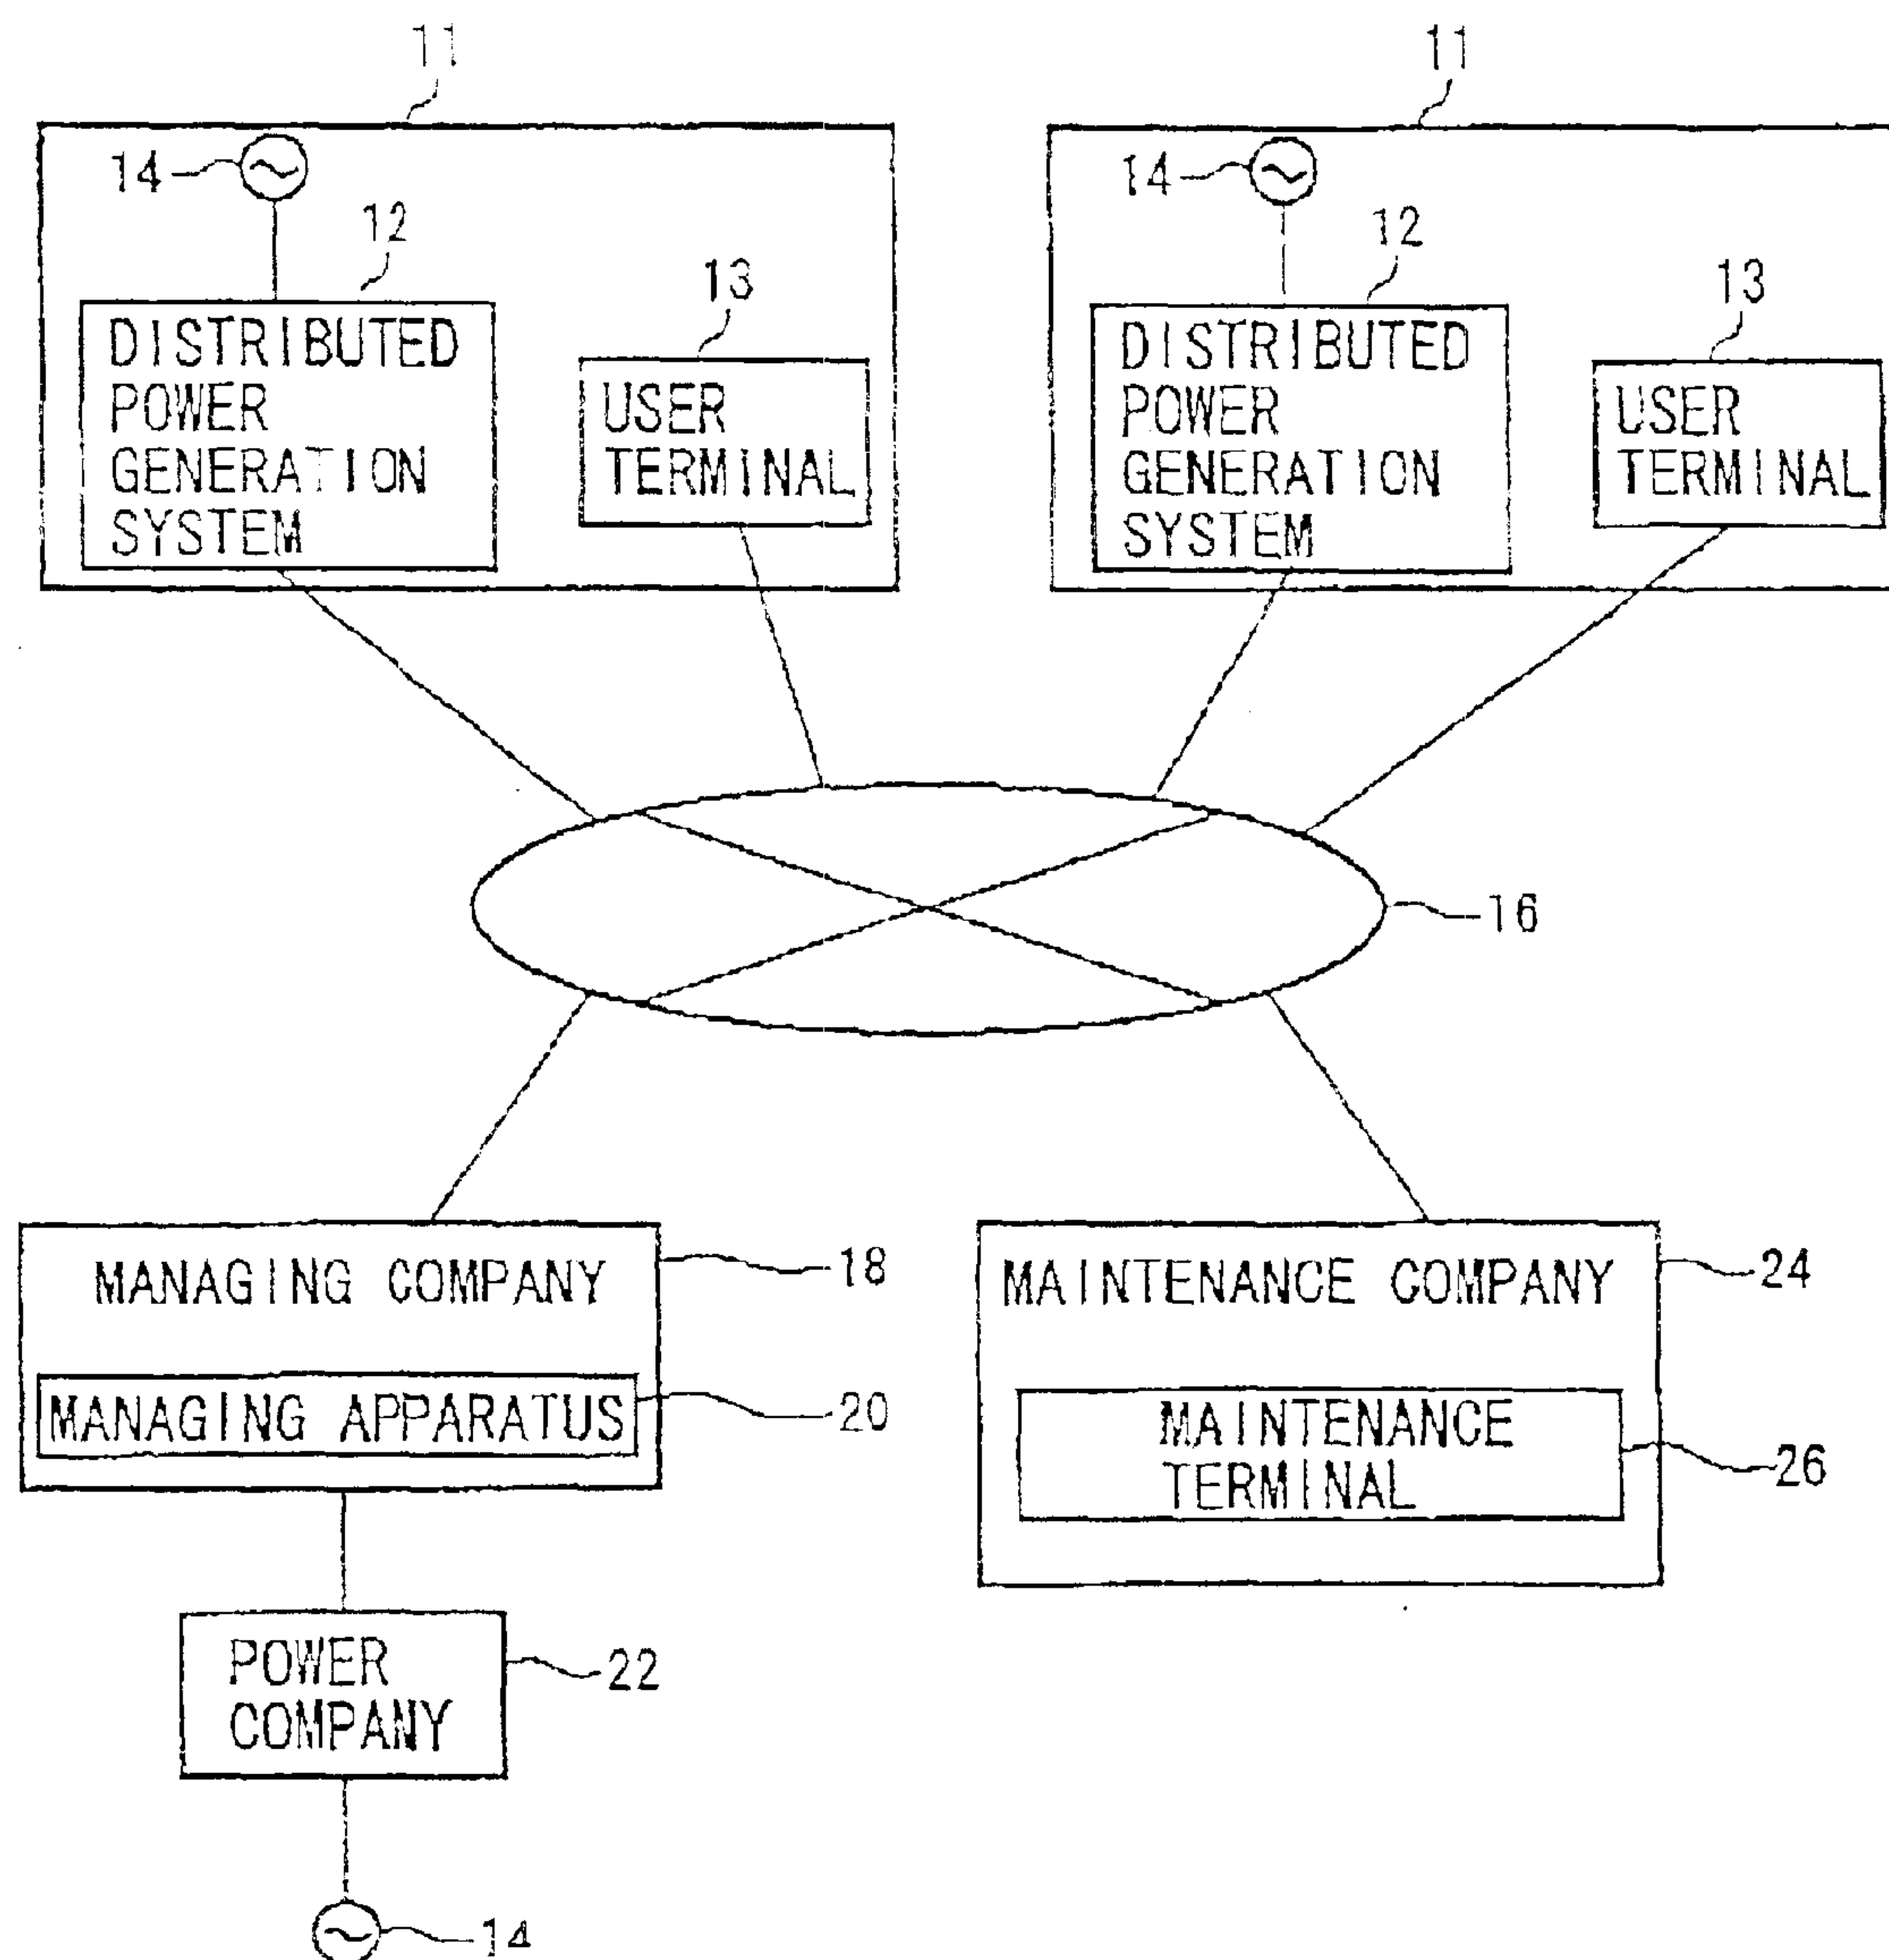 11
11
14
14
12
12
13
13
DISTRIBUTED
POWER
GENERATION
SYSTEM
USER
TERMINAL
DISTRIBUTED
POWER
GENERATION
SYSTEM
USER
TERMINAL
16
MANAGING COMPANY
18
MANAGING APPARATUS
20
MAINTENANCE COMPANY
24
MAINTENANCE
TERMINAL
26
POWER
COMPANY
22
14